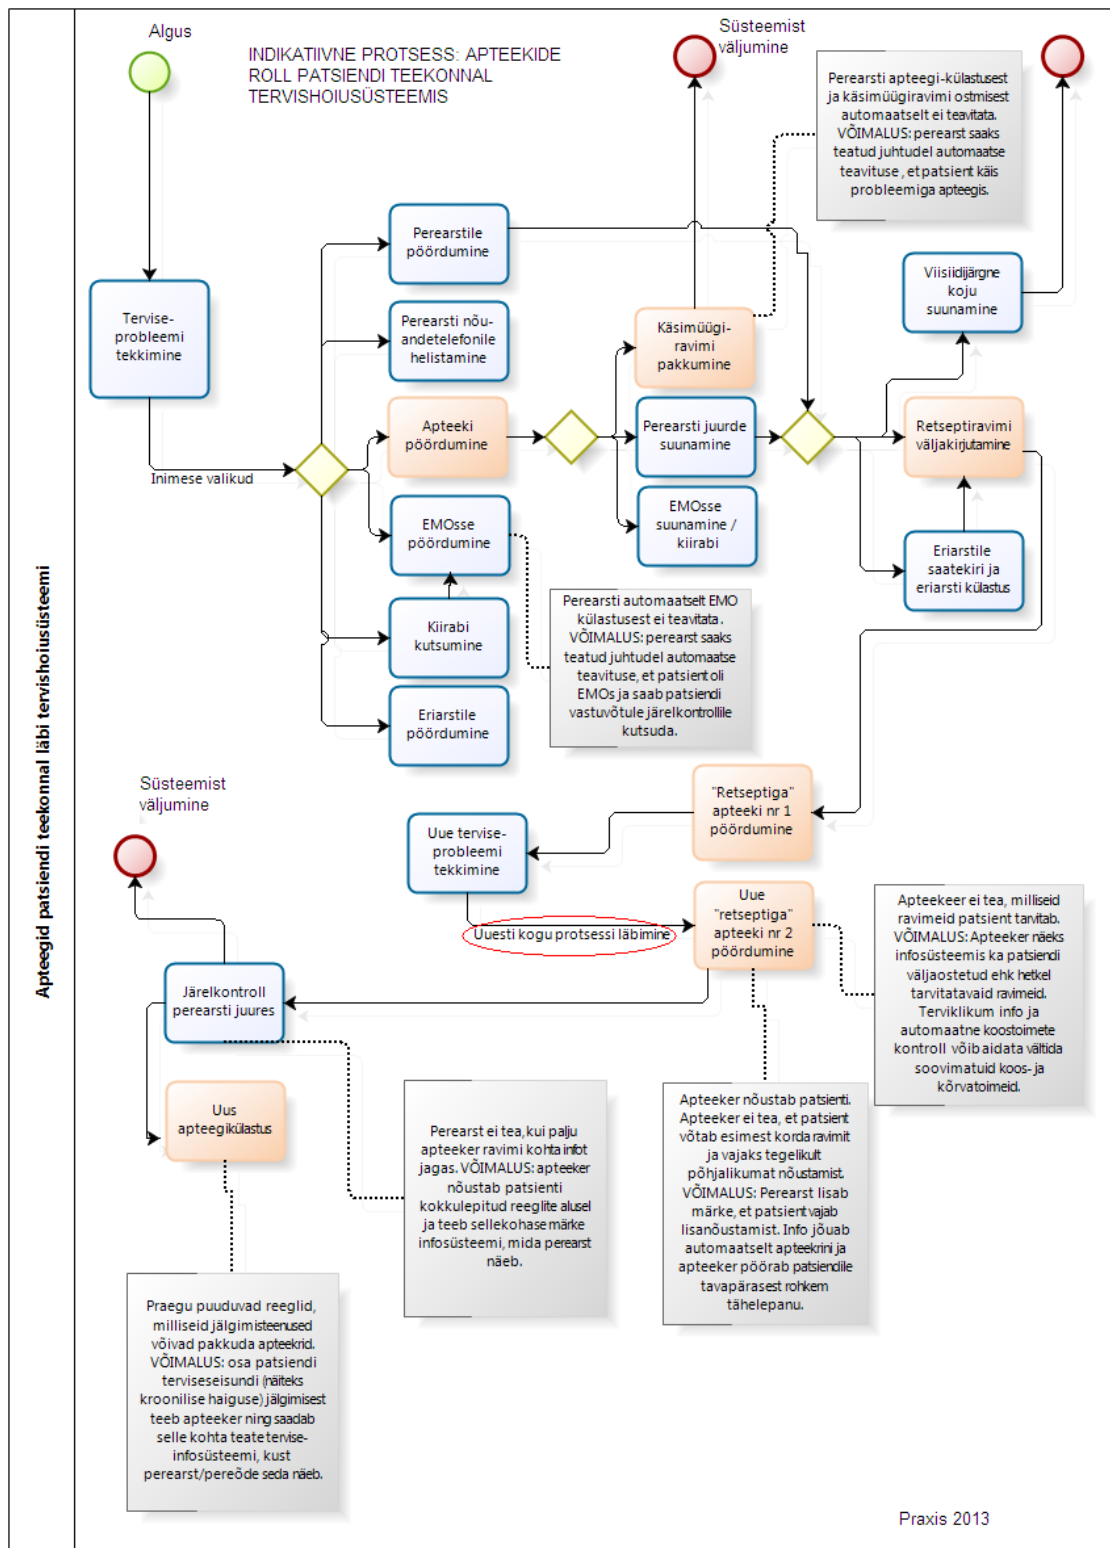 Apteegid patsiendi teekonnal läbi tervishoiusüsteemi
Algus
INDIKATIIVNE PROTSESS: APTEEKIDE
ROLL PATSIENDI TEEKONNAL
TERVISHOIUSÜSTEEMIS
Süsteemist
väljumine
Perearsti apteegi-külastusest
ja käsimüügiravimi ostmisest
automaatselt ei teavitata.
VÕIMALUS: perearst saaks
teatud juhtudel automaatse
teavituse , et patsient käis
probleemiga apteegis.
Tervise-
probleemi
tekkimine
Inimese valikud
Perearstile
pöördumine
Perearsti nõu-
andetelefonile
helistamine
Apteeki
pöördumine
EMOsse
pöördumine
Kiirabi
kutsumine
Eriarstile
pöördumine
Käsimüügi-
ravimi
pakkumine
Perearsti juurde
suunamine
EMOsse
suunamine /
kiirabi
Viisiidijärgne
koju
suunamine
Retseptiravimi
väljakirjutamine
Eriarstile
saatekiri ja
eriarsti külastus
Perearsti automaatselt EMO
külastusest ei teavitata .
VÕIMALUS: perearst saaks
teatud juhtudel automaatse
teavituse, et patsient oli
EMOs ja saab patsiendi
vastuvõtule järelkontrollile
kutsuda.
"Retseptiga"
apteeki nr 1
pöördumine
Uue tervise-
probleemi
tekkimine
Uuesti kogu protsessi läbimine
Uue
"retseptiga"
apteeki nr 2
pöördumine
Apteekeer ei tea, milliseid
ravimeid patsient tarvitab.
VÕIMALUS: Apteeker näeks
infosüsteemis ka patsiendi
väljaostetud ehk hetkel
tarvitatavaid ravimeid.
Terviklikum info ja
automaatne koostoimete
kontroll võib aidata vältida
soovimatuid koos- ja
kõrvatoimeid.
Süsteemist
väljumine
Järelkontroll
perearsti juures
Uus
apteegikülastus
Perearst ei tea, kui palju
apteeker ravimi kohta infot
jagas. VÕIMALUS: apteeker
nõustab patsienti
kokkulepitud reeglite alusel
ja teeb sellekohase märke
infosüsteemi, mida perearst
näeb.
Apteeker nõustab patsienti.
Apteeker ei tea, et patsient
võtab esimest korda ravimit
ja vajaks tegelikult
põhjalikumat nõustamist.
VÕIMALUS: Perearst lisab
märke, et patsient vajab
lisanõustamist. Info jõuab
automaatselt apteekrini ja
apteeker pöörab patsiendile
tavapärasest rohkem
tähelepanu.
Praegu puuduvad reeglid,
milliseid jälgimisteenused
võivad pakkuda apteekrid.
VÕIMALUS: osa patsiendi
terviseseisundi (näiteks
kroonilise haiguse) jälgimisest
teeb apteeker ning saadab
selle kohta teate tervise-
infosüsteemi, kust
perearst/pereõde seda näeb.
Praxis 2013